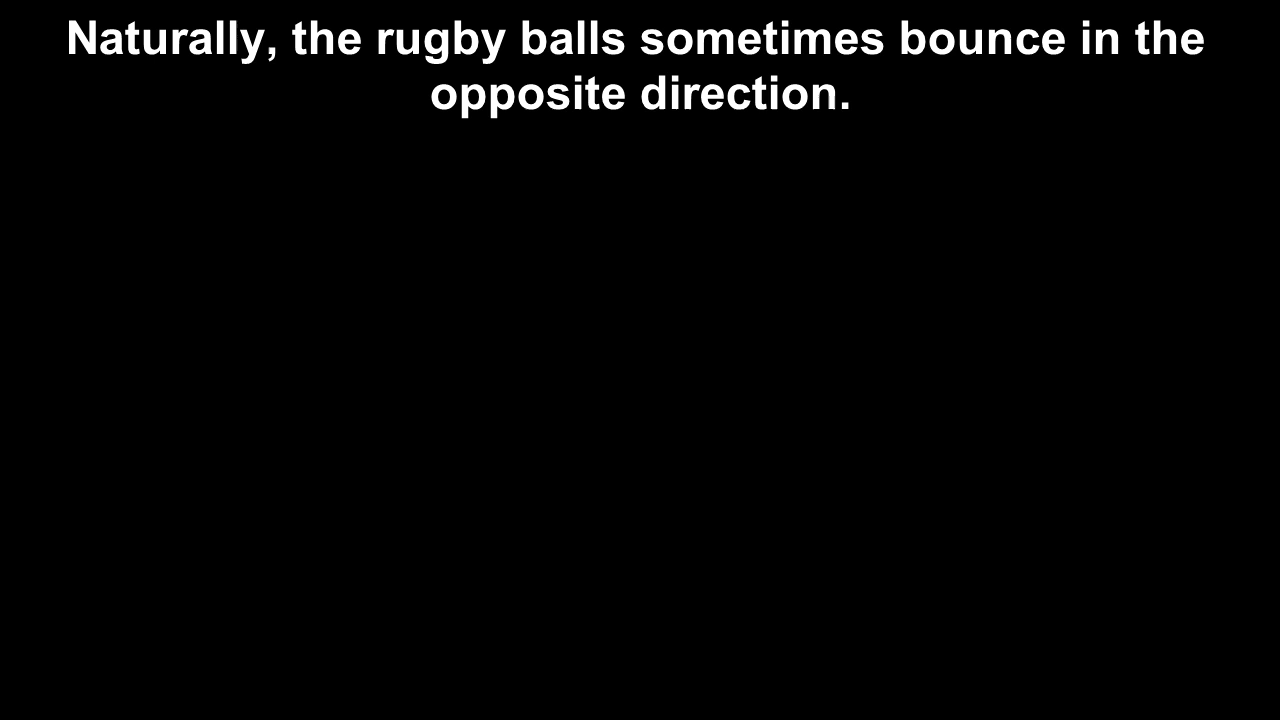 Naturally, the rugby balls sometimes bounce in the
opposite direction.